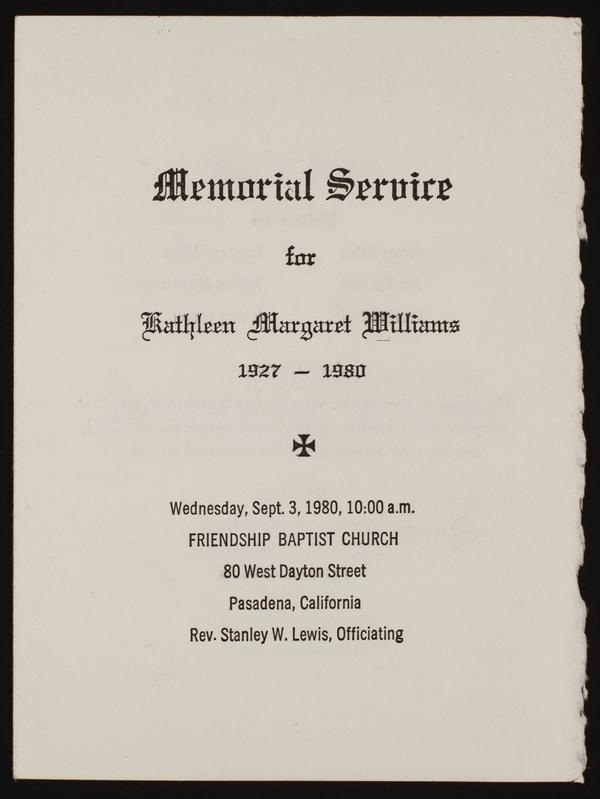 Memorial Service
for
Kathleen Margaret Williams
1927 — 1980
Wednesday, Sept. 3, 1980, 10:00 a.m.
FRIENDSHIP BAPTIST CHURCH
80 West Dayton Street
Pasadena, California
Rev. Stanley W. Lewis, Officiating